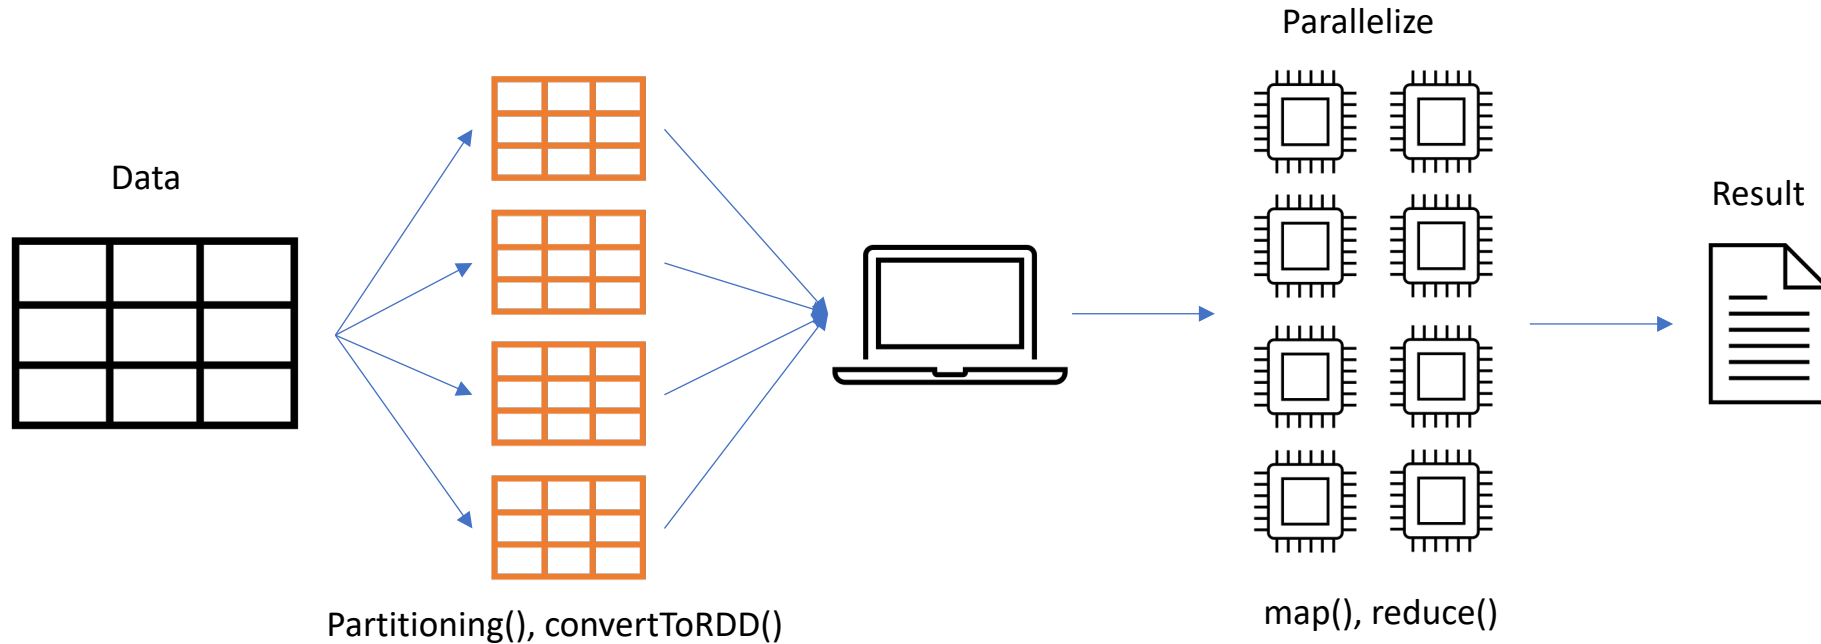 Parallelize
Data
Result
Partitioning(), convertToRDD()
map(), reduce()